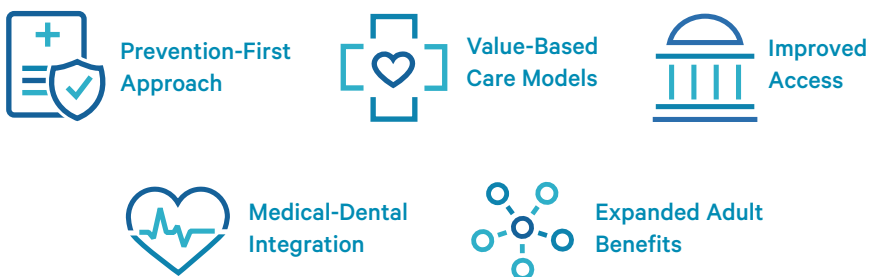 Prevention-First
Approach
Value-Based
Care Models
Improved
Access
Medical-Dental
Integration
Expanded Adult
Benefits